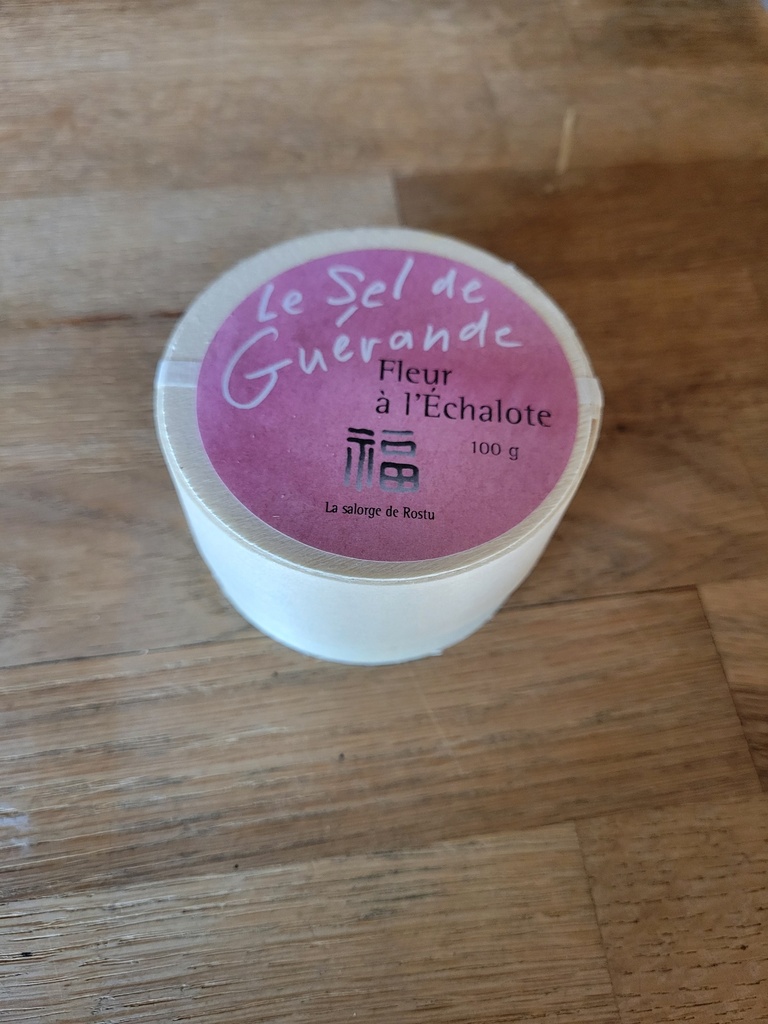 Le Sel de
Guérande
Fleur
à l'Échalote
100 g
福
La salorge de Rostu